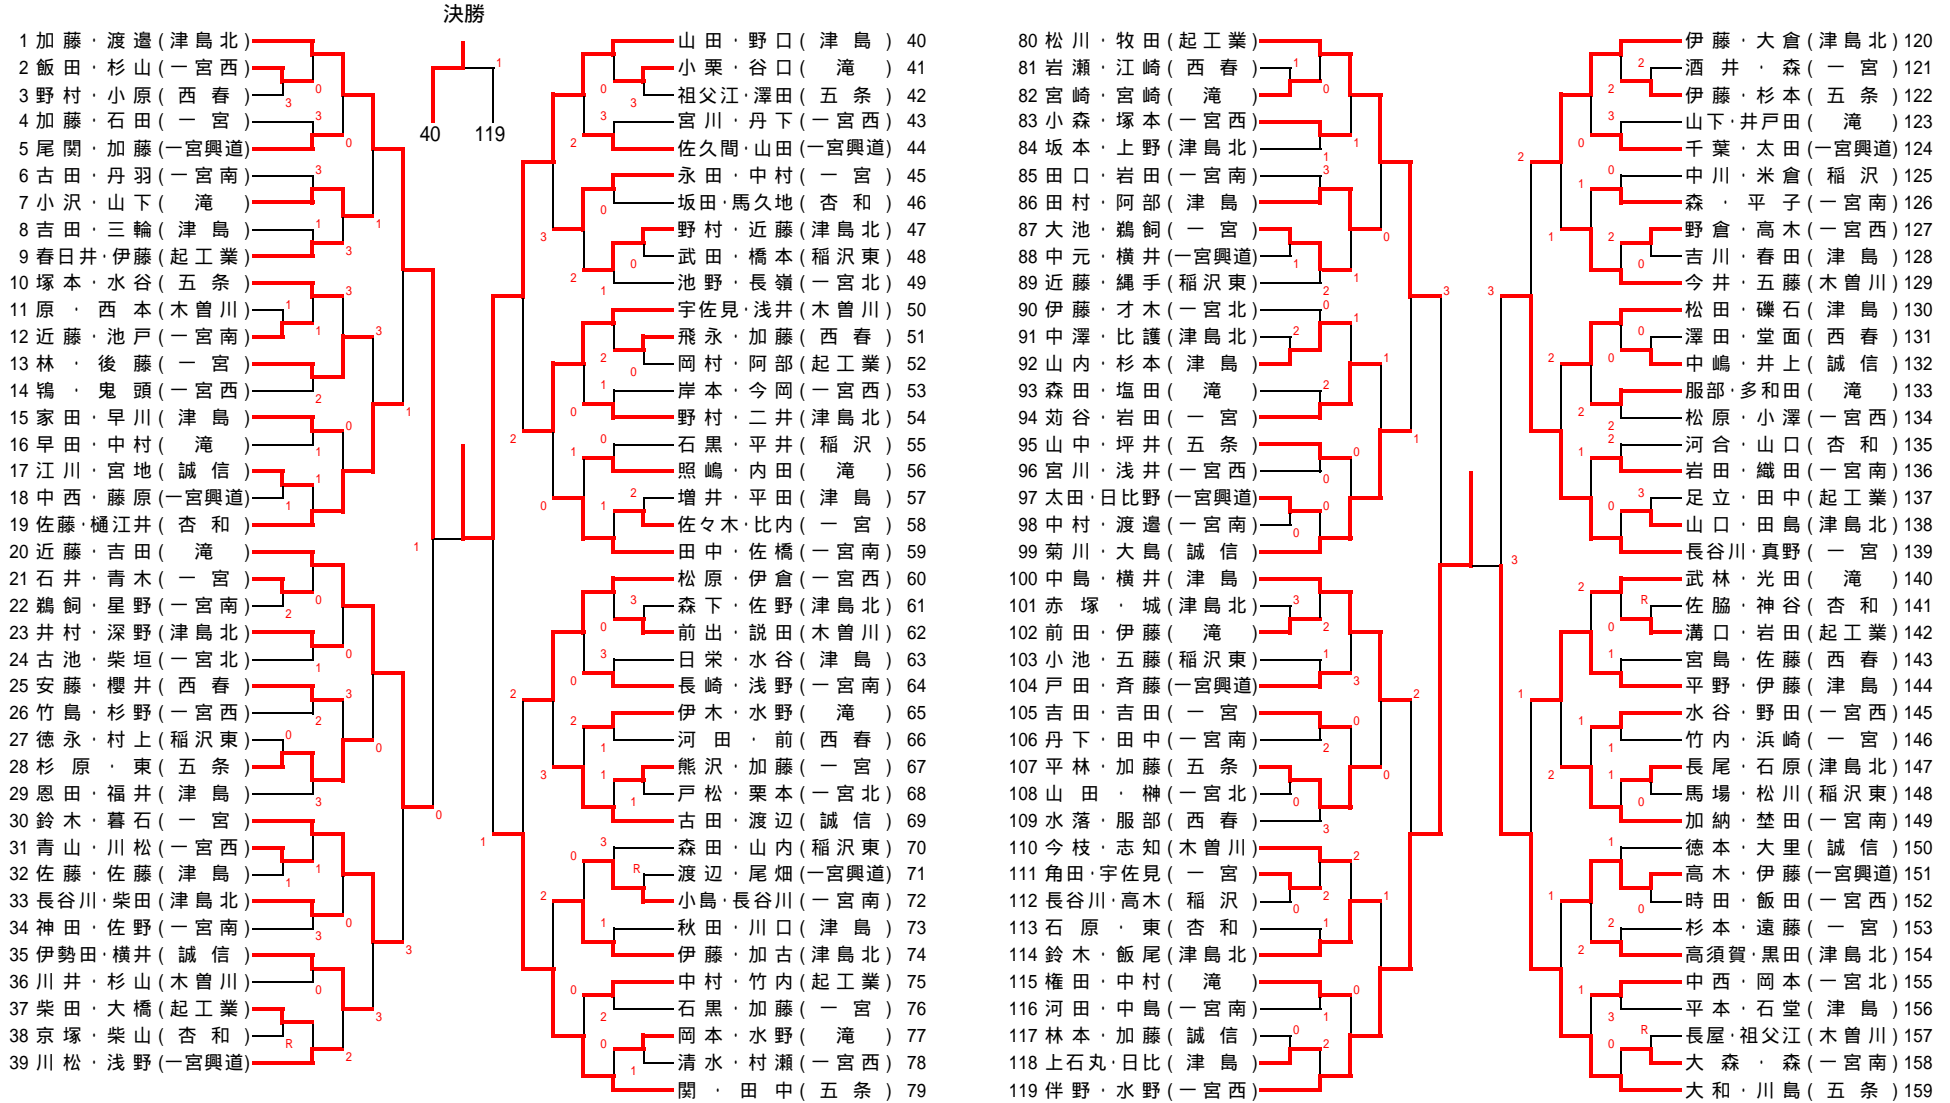 決勝
40 119
1
1 加藤・渡邉(津島北)
2 飯田・杉山(一宮西)
3 野村・小原(西春)
4 加藤・石田(一宮)
5 尾関・加藤(一宮興道)
6 古田・丹羽(一宮南)
7 小沢・山下(滝)
8 吉田・三輪(津島)
9 春日井・伊藤(起工業)
10 塚本・水谷(五条)
11 原・西本(木曽川)
12 近藤・池戸(一宮南)
13 林・後藤(一宮)
14 鴇・鬼頭(一宮西)
15 家田・早川(津島)
16 早田・中村(滝)
17 江川・宮地(誠信)
18 中西・藤原(一宮興道)
19 佐藤・樋江井(杏和)
20 近藤・吉田(滝)
21 石井・青木(一宮)
22 鵜飼・星野(一宮南)
23 井村・深野(津島北)
24 古池・柴垣(一宮北)
25 安藤・櫻井(西春)
26 竹島・杉野(一宮西)
27 徳永・村上(稲沢東)
28 杉原・東(五条)
29 恩田・福井(津島)
30 鈴木・暮石(一宮)
31 青山・川松(一宮西)
32 佐藤・佐藤(津島)
33 長谷川・柴田(津島北)
34 神田・佐野(一宮南)
35 伊勢田・横井(誠信)
36 川井・杉山(木曽川)
37 柴田・大橋(起工業)
38 京塚・柴山(杏和)
39 川松・浅野(一宮興道)
山田・野口(津島) 40
小栗・谷口(滝) 41
祖父江・澤田(五条) 42
宮川・丹下(一宮西) 43
佐久間・山田(一宮興道) 44
永田・中村(一宮) 45
坂田・馬久地(杏和) 46
野村・近藤(津島北) 47
武田・橋本(稲沢東) 48
池野・長嶺(一宮北) 49
宇佐見・浅井(木曽川) 50
飛永・加藤(西春) 51
岡村・阿部(起工業) 52
岸本・今岡(一宮西) 53
野村・二井(津島北) 54
石黒・平井(稲沢) 55
照嶋・内田(滝) 56
増井・平田(津島) 57
佐々木・比内(一宮) 58
田中・佐橋(一宮南) 59
松原・伊倉(一宮西) 60
森下・佐野(津島北) 61
前出・説田(木曽川) 62
日栄・水谷(津島) 63
長崎・浅野(一宮南) 64
伊木・水野(滝) 65
河田・前(西春) 66
熊沢・加藤(一宮) 67
戸松・栗本(一宮北) 68
古田・渡辺(誠信) 69
森田・山内(稲沢東) 70
渡辺・尾畑(一宮興道) 71
小島・長谷川(一宮南) 72
秋田・川口(津島) 73
伊藤・加古(津島北) 74
中村・竹内(起工業) 75
石黒・加藤(一宮) 76
岡本・水野(滝) 77
清水・村瀬(一宮西) 78
関・田中(五条) 79
80 松川・牧田(起工業)
81 岩瀬・江崎(西春)
82 宮崎・宮崎(滝)
83 小森・塚本(一宮西)
84 坂本・上野(津島北)
85 田口・岩田(一宮南)
86 田村・阿部(津島)
87 大池・鵜飼(一宮)
88 中元・横井(一宮興道)
89 近藤・縄手(稲沢東)
90 伊藤・才木(一宮北)
91 中澤・比護(津島北)
92 山内・杉本(津島)
93 森田・塩田(滝)
94 苅谷・岩田(一宮)
95 山中・坪井(五条)
96 宮川・浅井(一宮西)
97 太田・日比野(一宮興道)
98 中村・渡邉(一宮南)
99 菊川・大島(誠信)
100 中島・横井(津島)
101 赤塚・城(津島北)
102 前田・伊藤(滝)
103 小池・五藤(稲沢東)
104 戸田・斉藤(一宮興道)
105 吉田・吉田(一宮)
106 丹下・田中(一宮南)
107 平林・加藤(五条)
108 山田・榊(一宮北)
109 水落・服部(西春)
110 今枝・志知(木曽川)
111 角田・宇佐見(一宮)
112 長谷川・高木(稲沢)
113 石原・東(杏和)
114 鈴木・飯尾(津島北)
115 権田・中村(滝)
116 河田・中島(一宮南)
117 林本・加藤(誠信)
118 上石丸・日比(津島)
119 伴野・水野(一宮西)
伊藤・大倉(津島北) 120
酒井・森(一宮) 121
伊藤・杉本(五条) 122
山下・井戸田(滝) 123
千葉・太田(一宮興道) 124
中川・米倉(稲沢) 125
森・平子(一宮南) 126
野倉・高木(一宮西) 127
吉川・春田(津島) 128
今井・五藤(木曽川) 129
松田・礫石(津島) 130
澤田・堂面(西春) 131
中嶋・井上(誠信) 132
服部・多和田(滝) 133
松原・小澤(一宮西) 134
河合・山口(杏和) 135
岩田・織田(一宮南) 136
足立・田中(起工業) 137
山口・田島(津島北) 138
長谷川・真野(一宮) 139
武林・光田(滝) 140
佐脇・神谷(杏和) 141
溝口・岩田(起工業) 142
宮島・佐藤(西春) 143
平野・伊藤(津島) 144
水谷・野田(一宮西) 145
竹内・浜崎(一宮) 146
長尾・石原(津島北) 147
馬場・松川(稲沢東) 148
加納・埜田(一宮南) 149
徳本・大里(誠信) 150
高木・伊藤(一宮興道) 151
時田・飯田(一宮西) 152
杉本・遠藤(一宮) 153
高須賀・黒田(津島北) 154
中西・岡本(一宮北) 155
平本・石堂(津島) 156
長屋・祖父江(木曽川) 157
大森・森(一宮南) 158
大和・川島(五条) 159